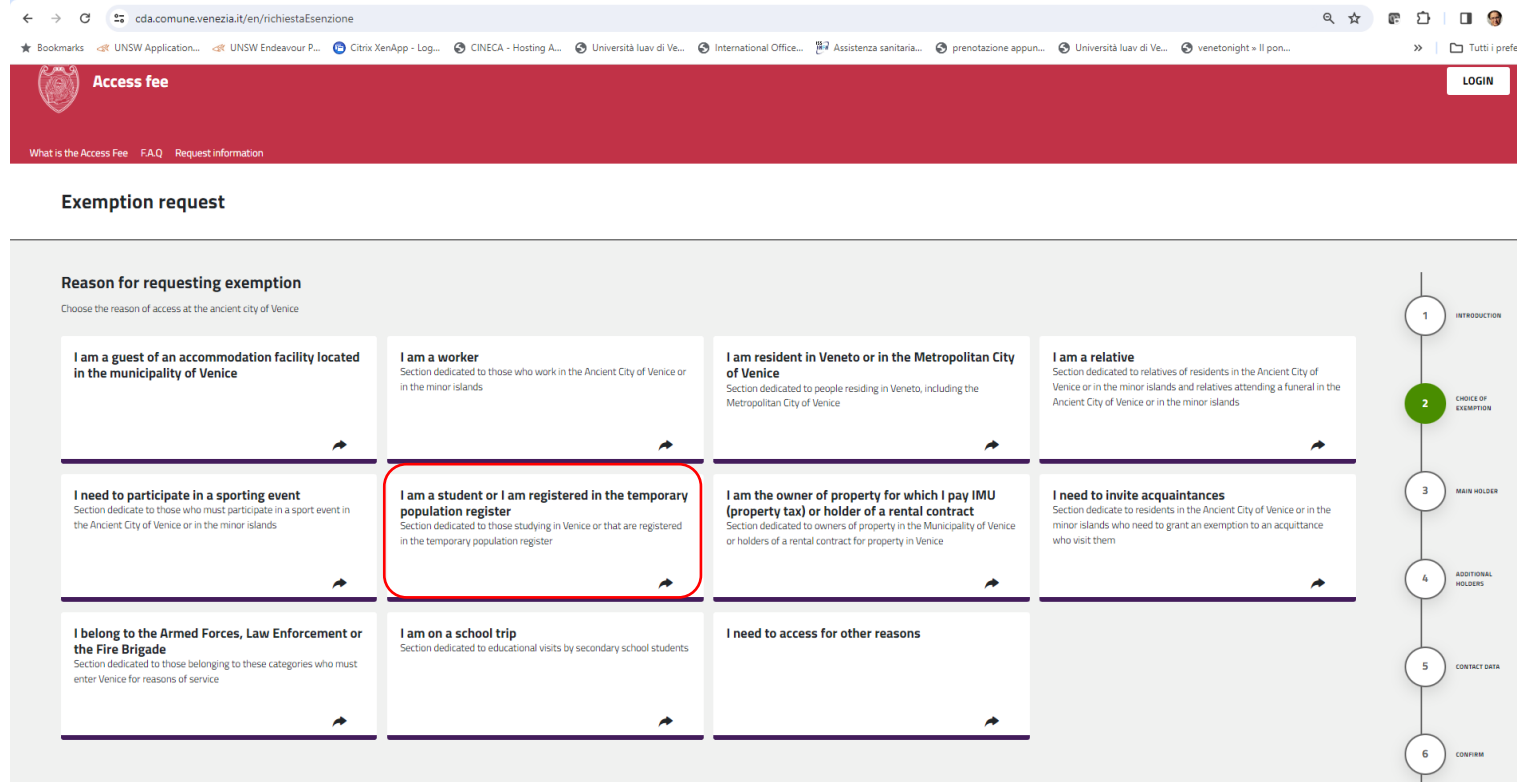 cda.comune.venezia.it/en/richiestaEsenzione
Bookmarks UNSW Application... UNSW Endeavour P... Citrix XenApp - Log... CINECA - Hosting A... Università Iuav di Ve... International Office... Assistenza sanitaria... prenotazione appun... Università Iuav di Ve... venetonight » Il pon... » Tutti i prefe
Access fee
LOGIN
What is the Access Fee F.A.Q Request information
Exemption request
Reason for requesting exemption
Choose the reason of access at the ancient city of Venice
I am a guest of an accommodation facility located
in the municipality of Venice
I am a worker
Section dedicated to those who work in the Ancient City of Venice or
in the minor islands
I am resident in Veneto or in the Metropolitan City
of Venice
Section dedicated to people residing in Veneto, including the
Metropolitan City of Venice
I am a relative
Section dedicated to relatives of residents in the Ancient City of
Venice or in the minor islands and relatives attending a funeral in the
Ancient City of Venice or in the minor islands
I need to participate in a sporting event
Section dedicate to those who must participate in a sport event in
the Ancient City of Venice or in the minor islands
I am a student or I am registered in the temporary
population register
Section dedicated to those studying in Venice or that are registered
in the temporary population register
I am the owner of property for which I pay IMU
(property tax) or holder of a rental contract
Section dedicated to owners of property in the Municipality of Venice
or holders of a rental contract for property in Venice
I need to invite acquaintances
Section dedicate to residents in the Ancient City of Venice or in the
minor islands who need to grant an exemption to an acquittance
who visit them
I belong to the Armed Forces, Law Enforcement or
the Fire Brigade
Section dedicated to those belonging to these categories who must
enter Venice for reasons of service
I am on a school trip
Section dedicated to educational visits by secondary school students
I need to access for other reasons
1 INTRODUCTION
2 CHOICE OF
EXEMPTION
3 MAIN HOLDER
4 ADDITIONAL
HOLDERS
5 CONTACT DATA
6 CONFIRM